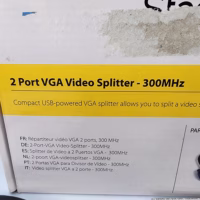 2 Port VGA Video Splitter - 300MHz
Compact USB-powered VGA splitter allows you to split a video
FR: Répartiteur vidéo VGA 2 ports, 300 MHz
DE: 2 Port VGA Video Splitter - 300MHz
ES: Splitter de Vídeo a 2 Puertos VGA - 300MHz
NL: 2-poort VGA-videosplitser - 300MHz
PT: 2 Portas VGA para Divisor de Vídeo - 300MHz
IT: Video splitter VGA a 2 porte - 300MHz